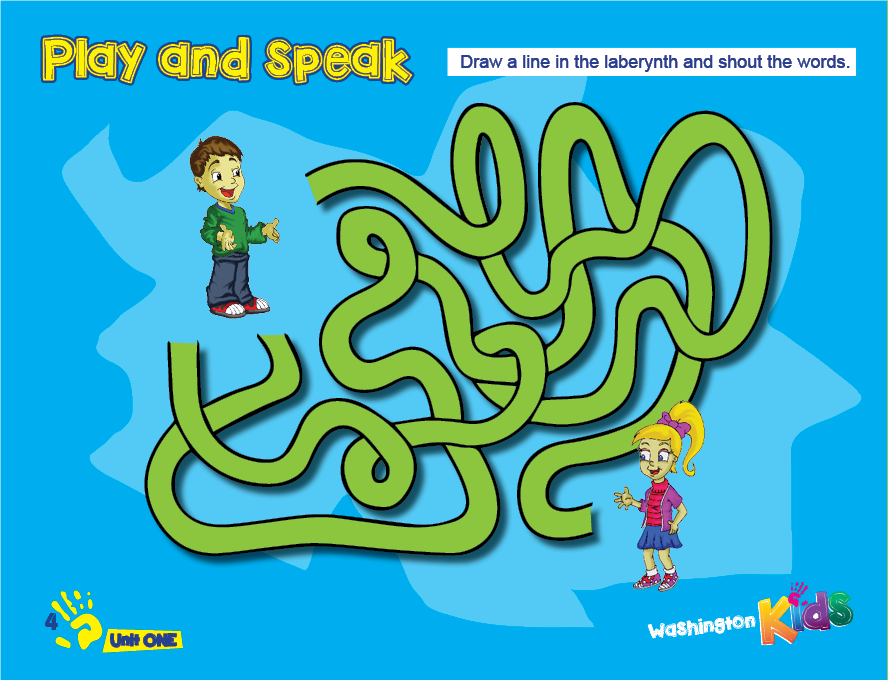 Play and Speak
Draw a line in the laberynth and shout the words.
4
Unit ONE
Washington Kids